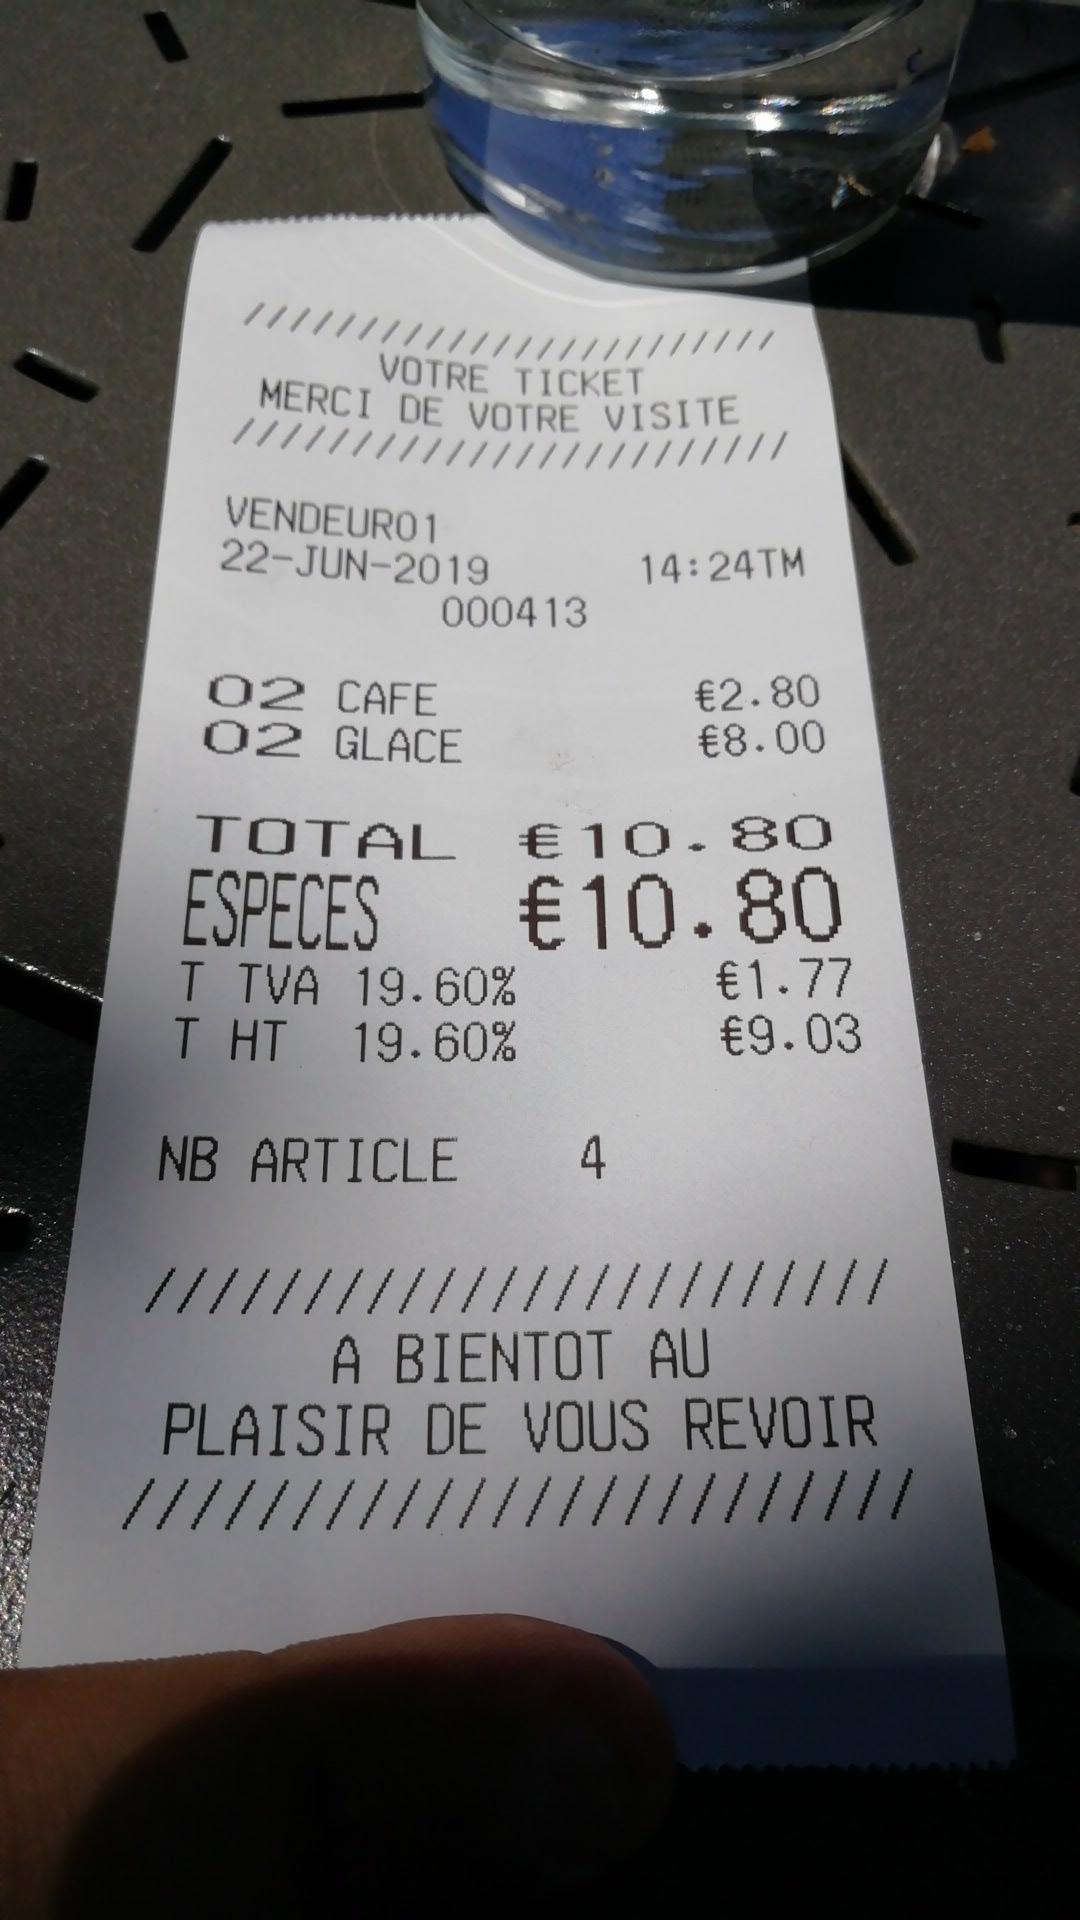 ////////////////////////
VOTRE TICKET
MERCI DE VOTRE VISITE
////////////////////////
VENDEUR01
22-JUN-2019 14:24TM
000413
02 CAFE €2.80
02 GLACE €8.00
TOTAL €10.80
ESPECES €10.80
T TVA 19.60% €1.77
T HT 19.60% €9.03
NB ARTICLE 4
////////////////////////
A BIENTOT AU
PLAISIR DE VOUS REVOIR
////////////////////////